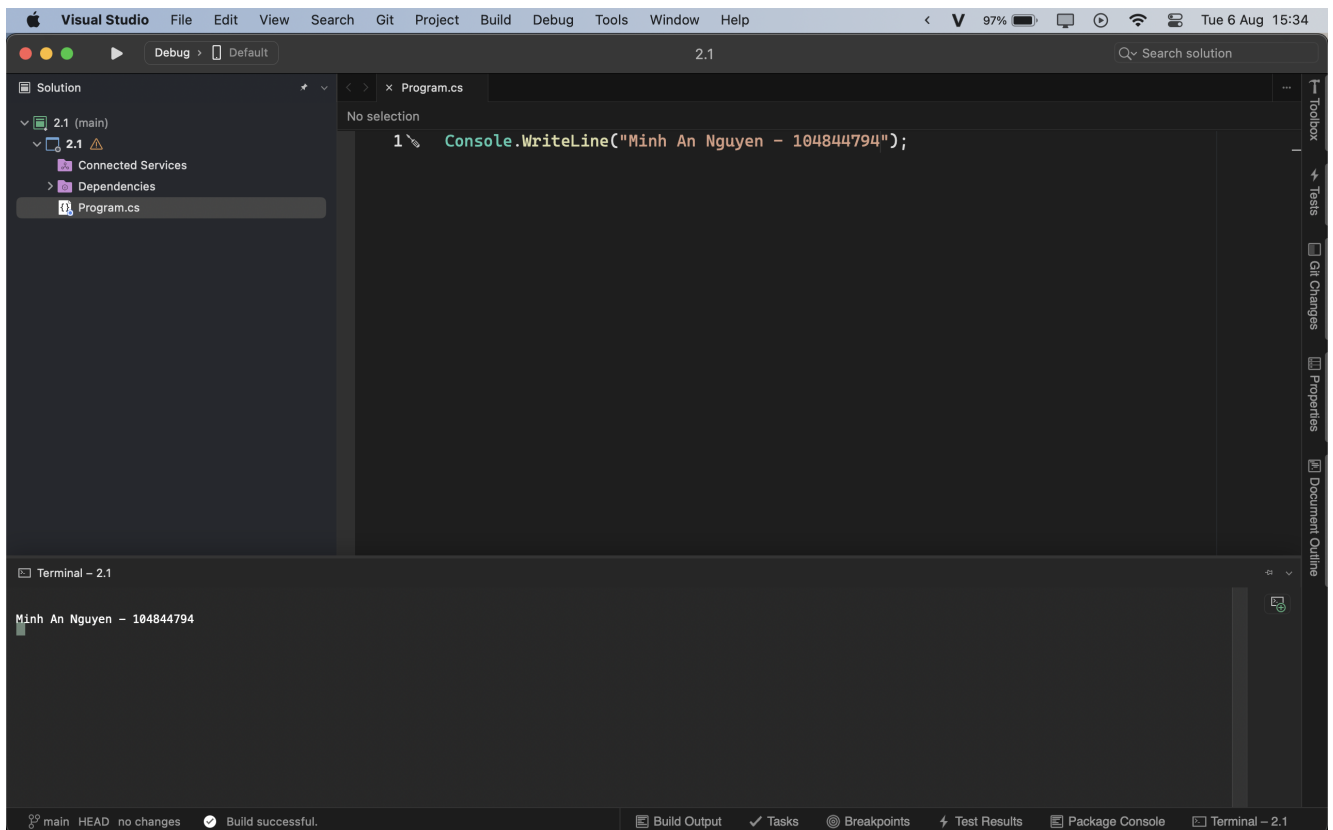 Visual Studio File Edit View Search Git Project Build Debug Tools Window Help 97% Tue 6 Aug 15:34
Debug › Default 2.1 Search solution
Solution
× Program.cs
No selection
2.1 (main)
2.1
Connected Services
Dependencies
Program.cs
1 Console.WriteLine("Minh An Nguyen – 104844794");
Toolbox
Tests
Git Changes
Properties
Document Outline
Terminal – 2.1
Minh An Nguyen – 104844794
main HEAD no changes Build successful. Build Output Tasks Breakpoints Test Results Package Console Terminal – 2.1